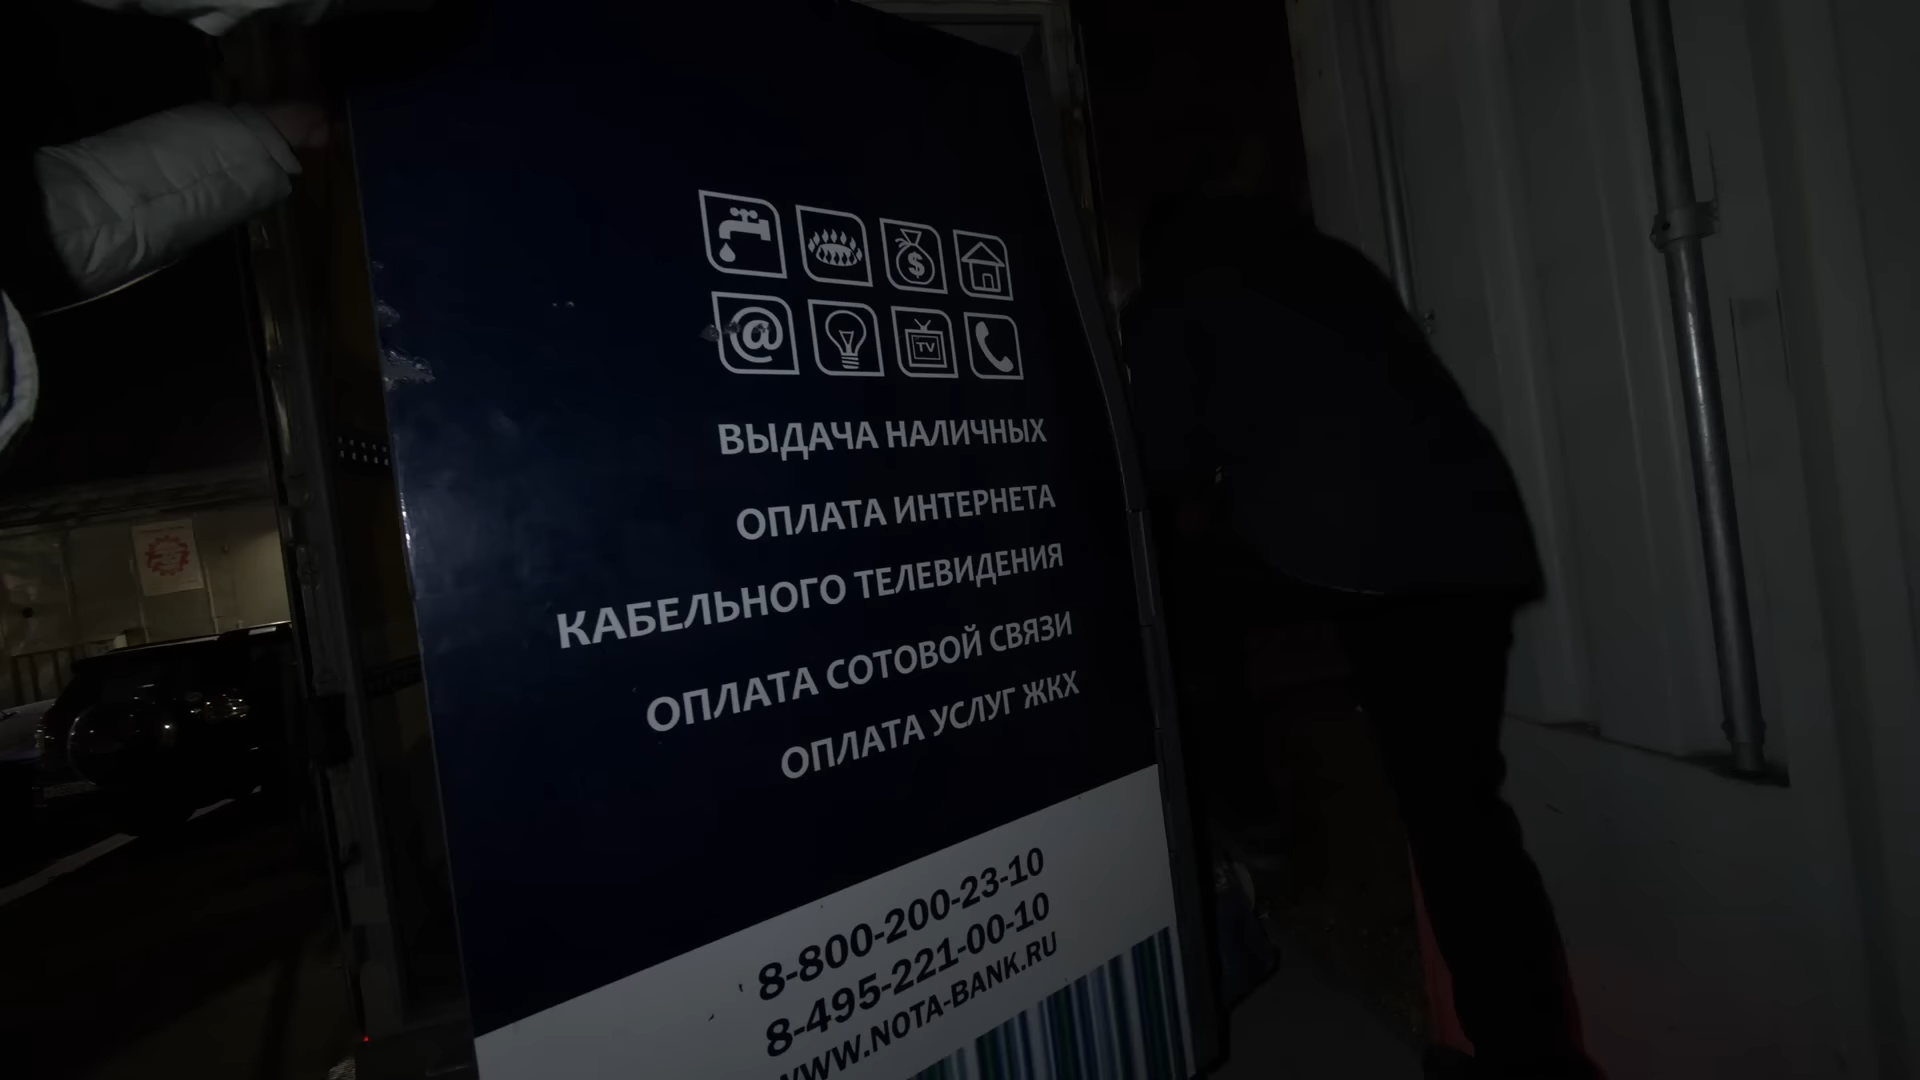 TV
ВЫДАЧА НАЛИЧНЫХ
ОПЛАТА ИНТЕРНЕТА
КАБЕЛЬНОГО ТЕЛЕВИДЕНИЯ
ОПЛАТА СОТОВОЙ СВЯЗИ
ОПЛАТА УСЛУГ ЖКХ
8-800-200-23-10
8-495-221-00-10
WWW.NOTA-BANK.RU